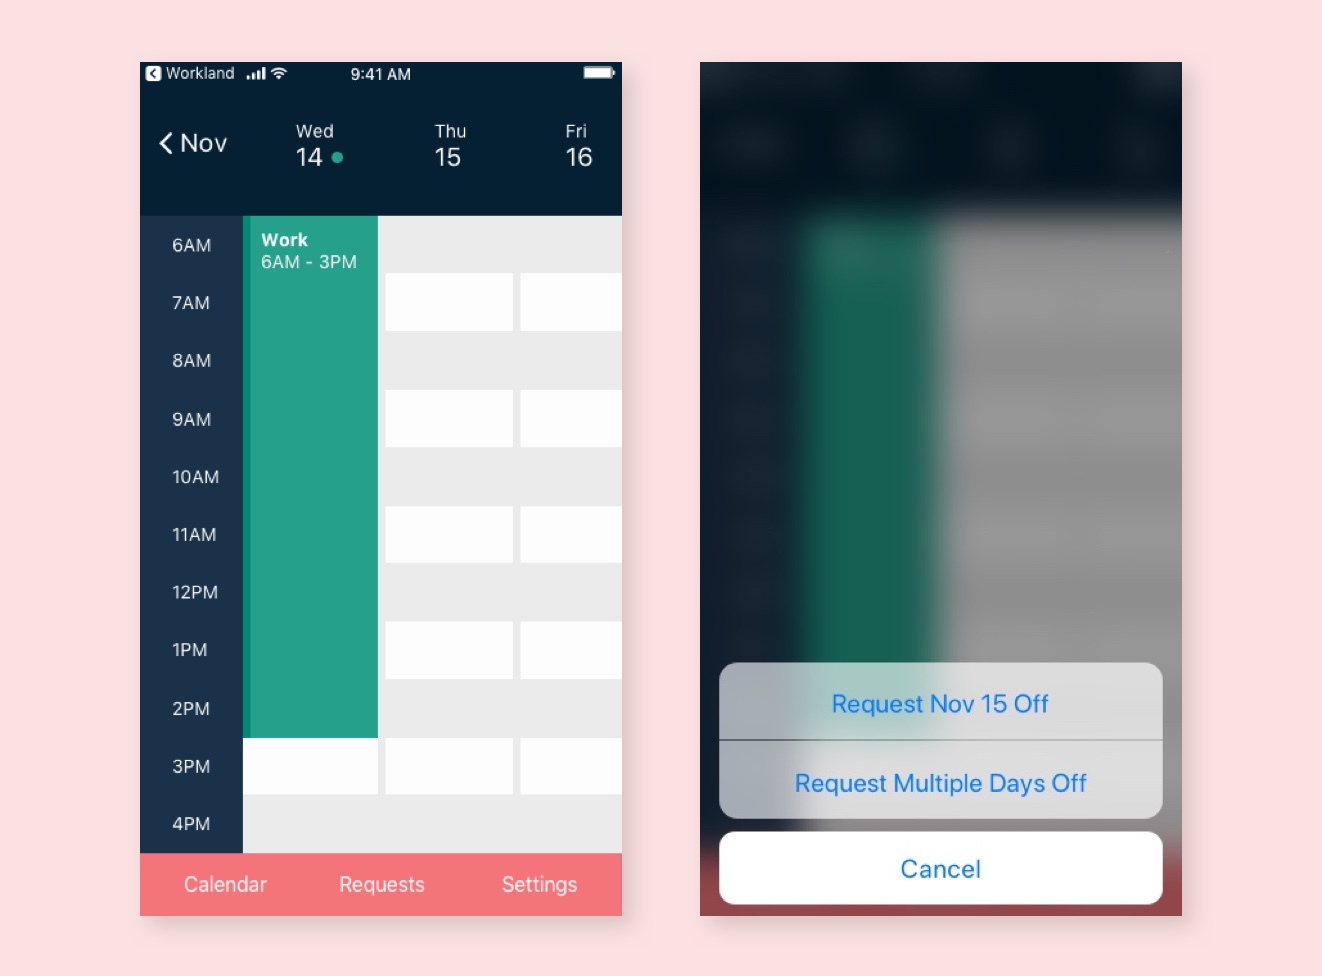 Workland 9:41 AM
Nov
Wed
14
Thu
15
Fri
16
6AM
Work
6AM - 3PM
7AM
8AM
9AM
10AM
11AM
12PM
1PM
2PM
3PM
4PM
Calendar Requests Settings
Request Nov 15 Off
Request Multiple Days Off
Cancel